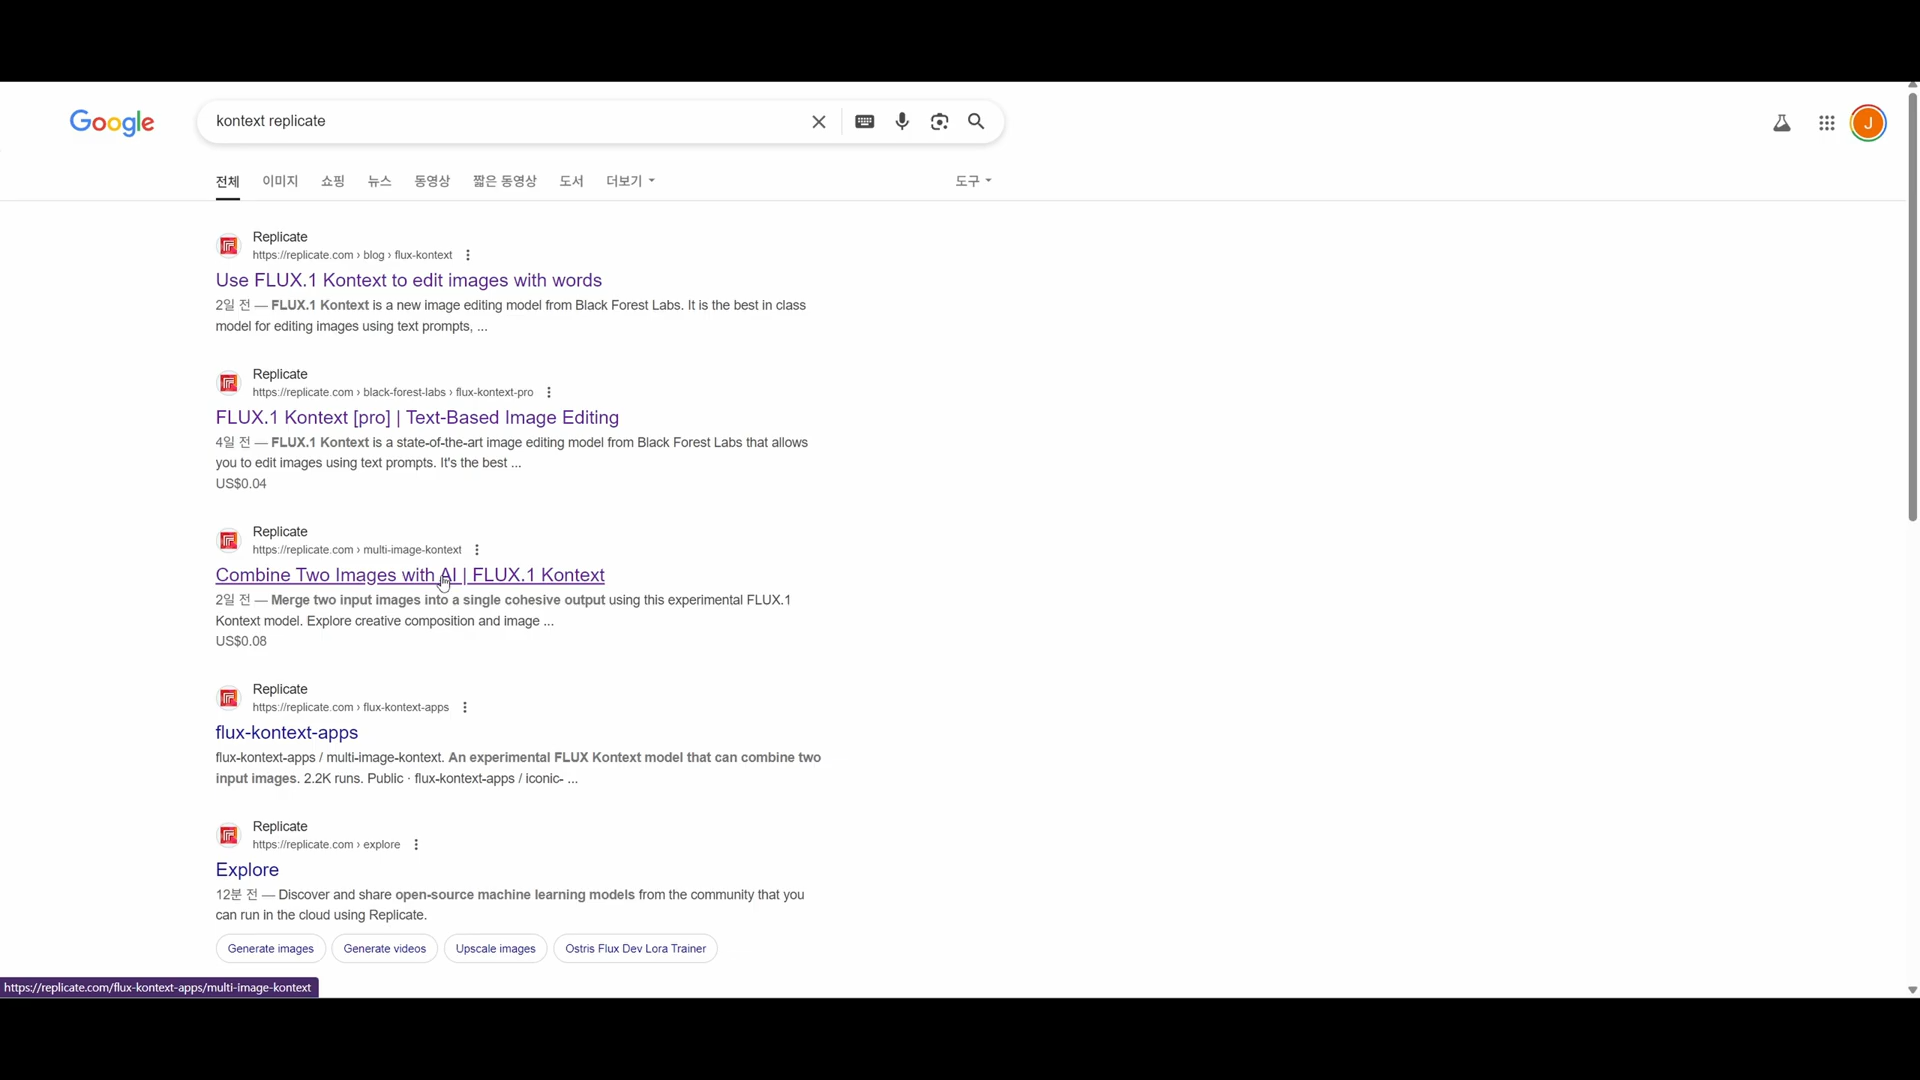 Google
kontext replicate
J
전체 이미지 쇼핑 뉴스 동영상 짧은 동영상 도서 더보기 도구
Replicate
https://replicate.com › blog › flux-kontext
Use FLUX.1 Kontext to edit images with words
2일 전 — FLUX.1 Kontext is a new image editing model from Black Forest Labs. It is the best in class
model for editing images using text prompts, ...
Replicate
https://replicate.com › black-forest-labs › flux-kontext-pro
FLUX.1 Kontext [pro] | Text-Based Image Editing
4일 전 — FLUX.1 Kontext is a state-of-the-art image editing model from Black Forest Labs that allows
you to edit images using text prompts. It's the best ...
US$0.04
Replicate
https://replicate.com › multi-image-kontext
Combine Two Images with AI | FLUX.1 Kontext
2일 전 — Merge two input images into a single cohesive output using this experimental FLUX.1
Kontext model. Explore creative composition and image ...
US$0.08
Replicate
https://replicate.com › flux-kontext-apps
flux-kontext-apps
flux-kontext-apps / multi-image-kontext. An experimental FLUX Kontext model that can combine two
input images. 2.2K runs. Public · flux-kontext-apps / iconic- ...
Replicate
https://replicate.com › explore
Explore
12분 전 — Discover and share open-source machine learning models from the community that you
can run in the cloud using Replicate.
Generate images Generate videos Upscale images Ostris Flux Dev Lora Trainer
https://replicate.com/flux-kontext-apps/multi-image-kontext